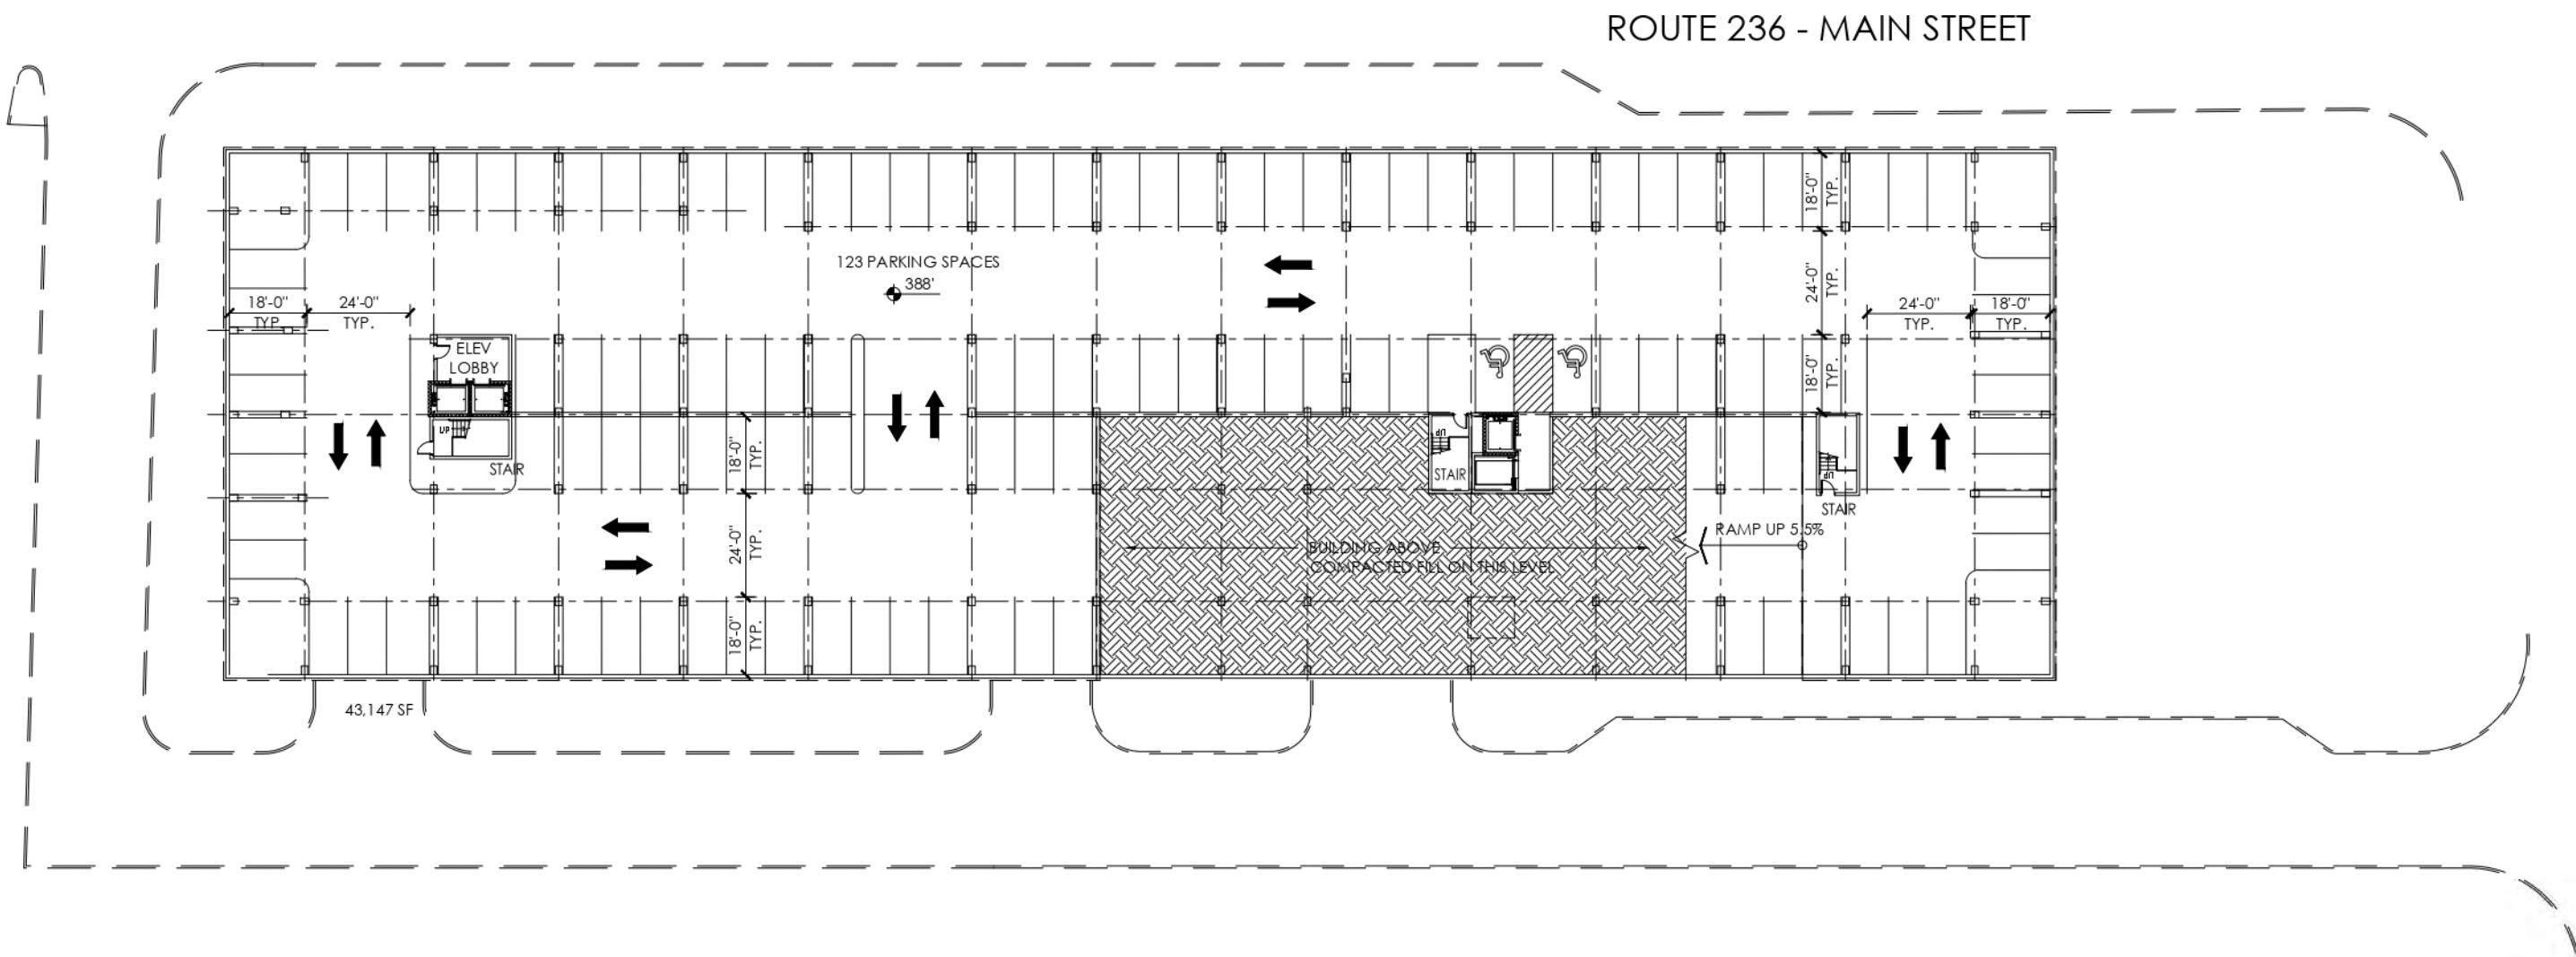 ROUTE 236 - MAIN STREET
18'-0"
TYP.
123 PARKING SPACES
388'
24'-0"
TYP.
18'-0"
TYP.
24'-0"
TYP.
24'-0"
TYP.
18'-0"
TYP.
ELEV
LOBBY
18'-0"
TYP.
UP
STAIR
18'-0"
TYP.
UP
STAIR
UP
STAIR
RAMP UP 5.5%
24'-0"
TYP.
BUILDING ABOVE
COMPACTED FILL ON THIS LEVEL
18'-0"
TYP.
43,147 SF